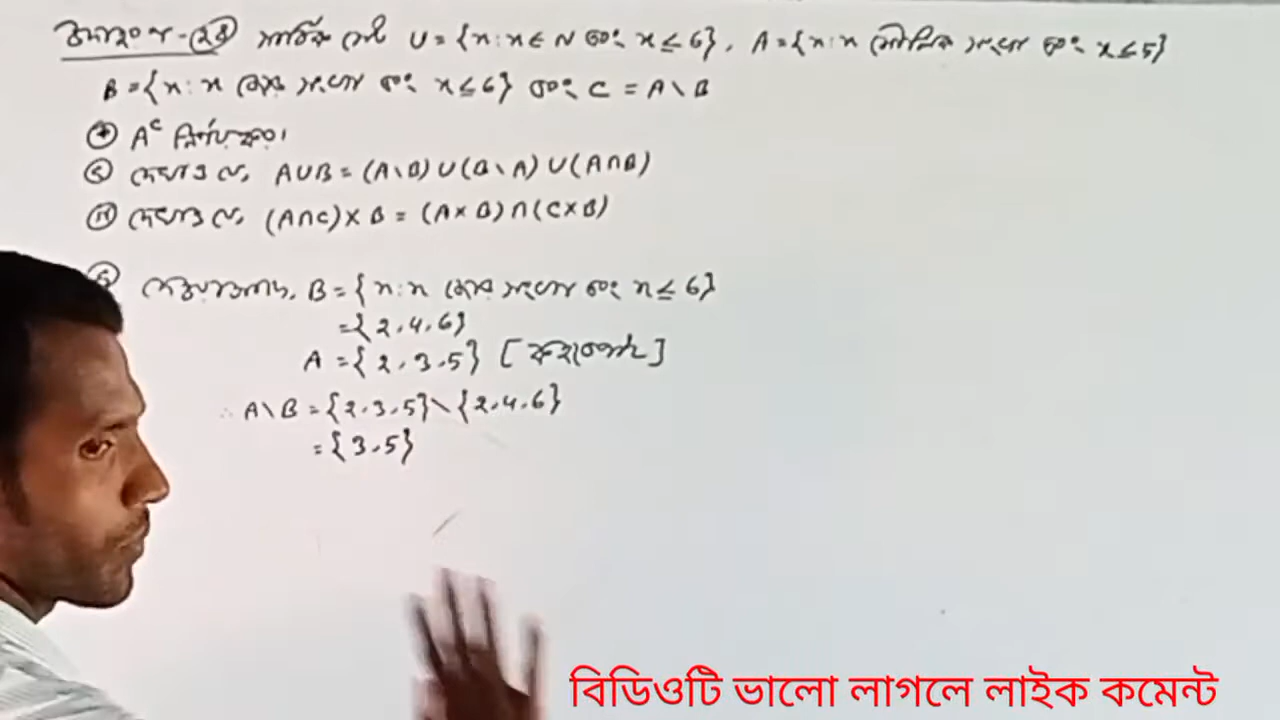 উদাহরণ-২৪ সার্বিক সেট U = {x : x ∈ N এবং x ≤ 6}, A = {x : x মৌলিক সংখ্যা এবং x ≤ 5}
B = {x : x জোড় সংখ্যা এবং x ≤ 6} এবং C = A \ B
A^c নির্ণয় কর।
দেখাও যে, A∪B = (A\B) ∪ (B\A) ∪ (A∩B)
দেখাও যে, (A∩C) × B = (A×B) ∩ (C×B)
দেওয়া আছে, B = {x : x জোড় সংখ্যা এবং x ≤ 6}
= {2, 4, 6}
A = {2, 3, 5}
∴ A\B = {2, 3, 5} \ {2, 4, 6}
= {3, 5}
বিডিওটি ভালো লাগলে লাইক কমেন্ট